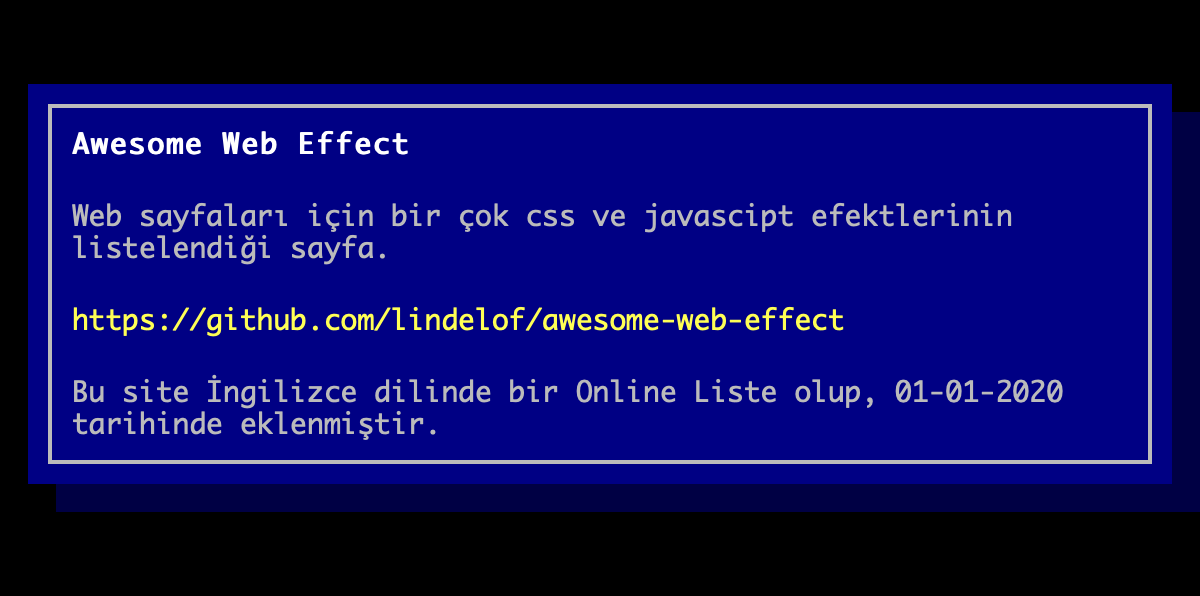 Awesome Web Effect
Web sayfaları için bir çok css ve javascipt efektlerinin
listelendiği sayfa.
https://github.com/lindelof/awesome-web-effect
Bu site İngilizce dilinde bir Online Liste olup, 01-01-2020
tarihinde eklenmiştir.